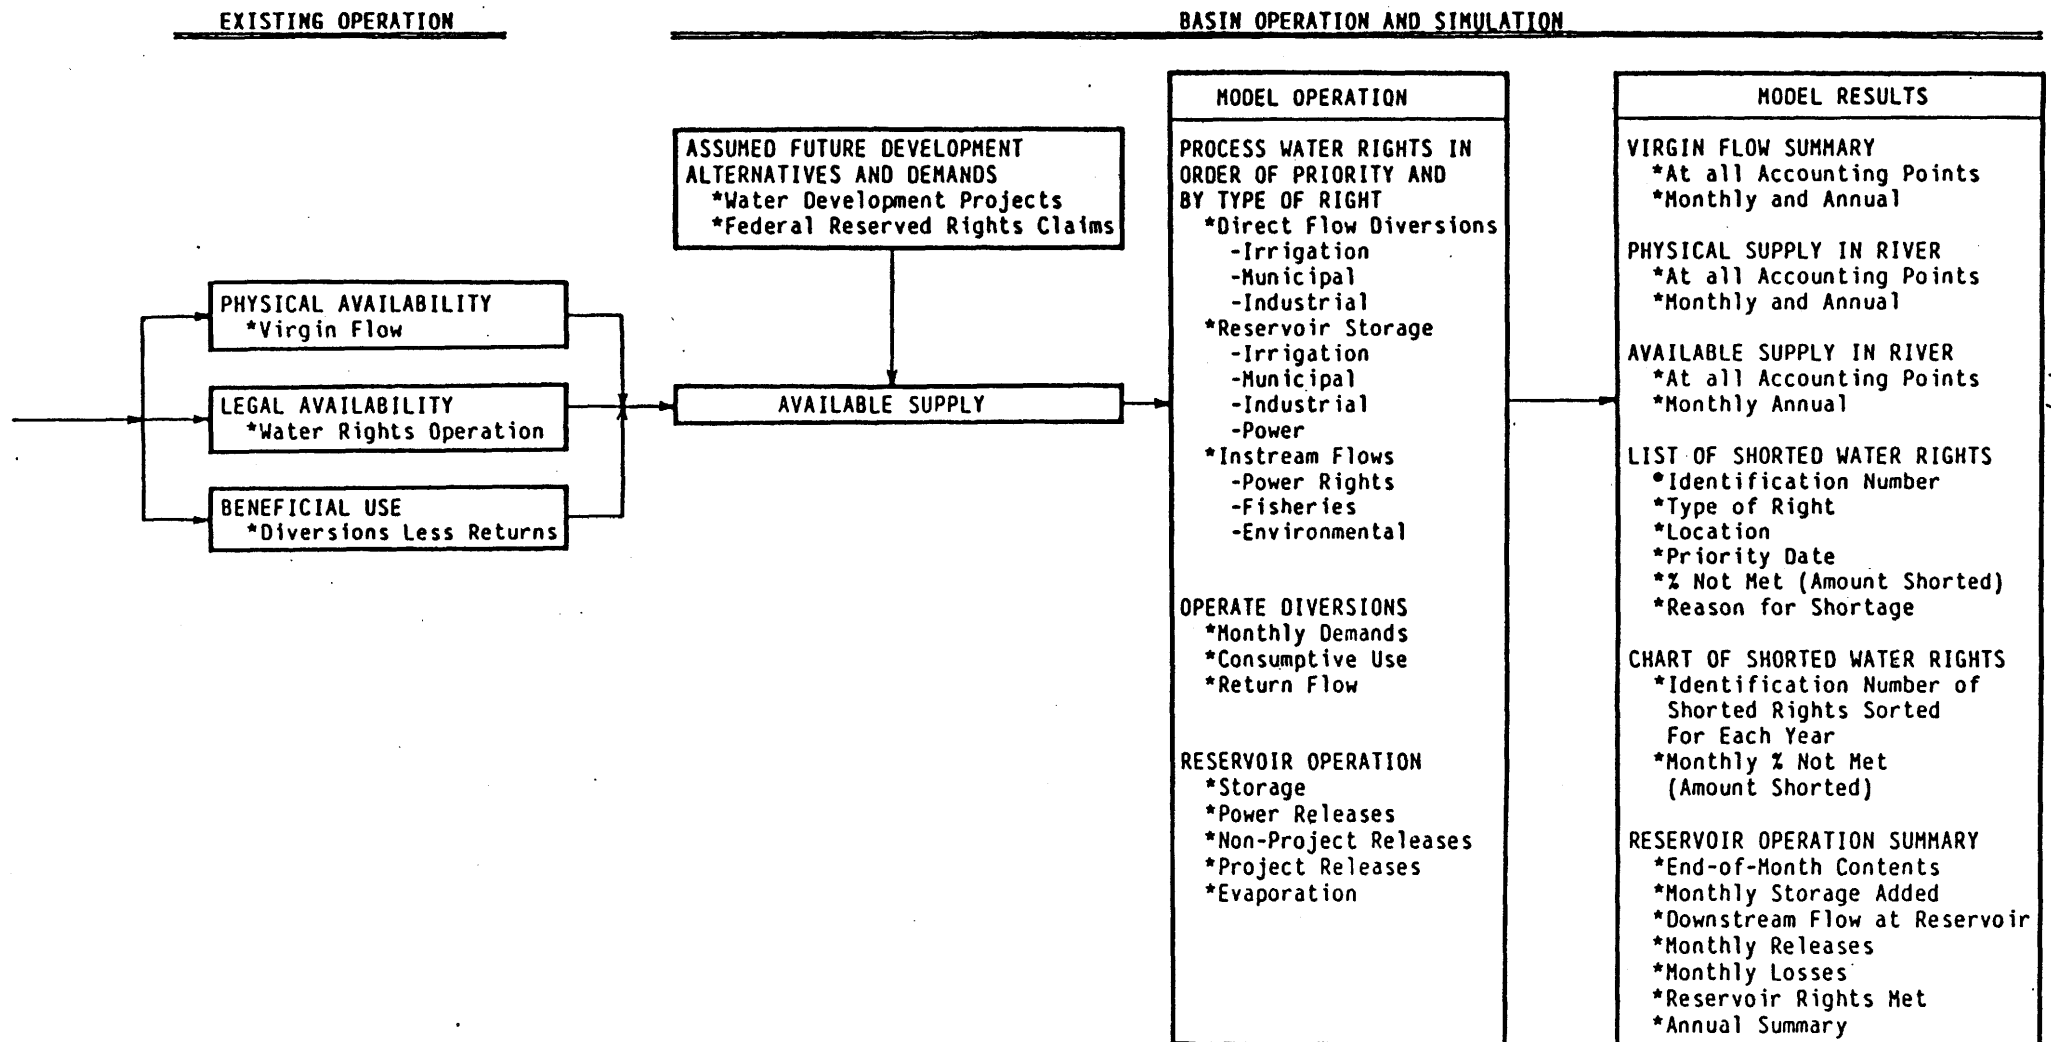 EXISTING OPERATION
BASIN OPERATION AND SIMULATION
PHYSICAL AVAILABILITY
*Virgin Flow
LEGAL AVAILABILITY
*Water Rights Operation
BENEFICIAL USE
*Diversions Less Returns
ASSUMED FUTURE DEVELOPMENT
ALTERNATIVES AND DEMANDS
*Water Development Projects
*Federal Reserved Rights Claims
AVAILABLE SUPPLY
MODEL OPERATION
PROCESS WATER RIGHTS IN
ORDER OF PRIORITY AND
BY TYPE OF RIGHT
*Direct Flow Diversions
-Irrigation
-Municipal
-Industrial
*Reservoir Storage
-Irrigation
-Municipal
-Industrial
-Power
*Instream Flows
-Power Rights
-Fisheries
-Environmental
OPERATE DIVERSIONS
*Monthly Demands
*Consumptive Use
*Return Flow
RESERVOIR OPERATION
*Storage
*Power Releases
*Non-Project Releases
*Project Releases
*Evaporation
MODEL RESULTS
VIRGIN FLOW SUMMARY
*At all Accounting Points
*Monthly and Annual
PHYSICAL SUPPLY IN RIVER
*At all Accounting Points
*Monthly and Annual
AVAILABLE SUPPLY IN RIVER
*At all Accounting Points
*Monthly Annual
LIST OF SHORTED WATER RIGHTS
*Identification Number
*Type of Right
*Location
*Priority Date
*% Not Met (Amount Shorted)
*Reason for Shortage
CHART OF SHORTED WATER RIGHTS
*Identification Number of
Shorted Rights Sorted
For Each Year
*Monthly % Not Met
(Amount Shorted)
RESERVOIR OPERATION SUMMARY
*End-of-Month Contents
*Monthly Storage Added
*Downstream Flow at Reservoir
*Monthly Releases
*Monthly Losses
*Reservoir Rights Met
*Annual Summary